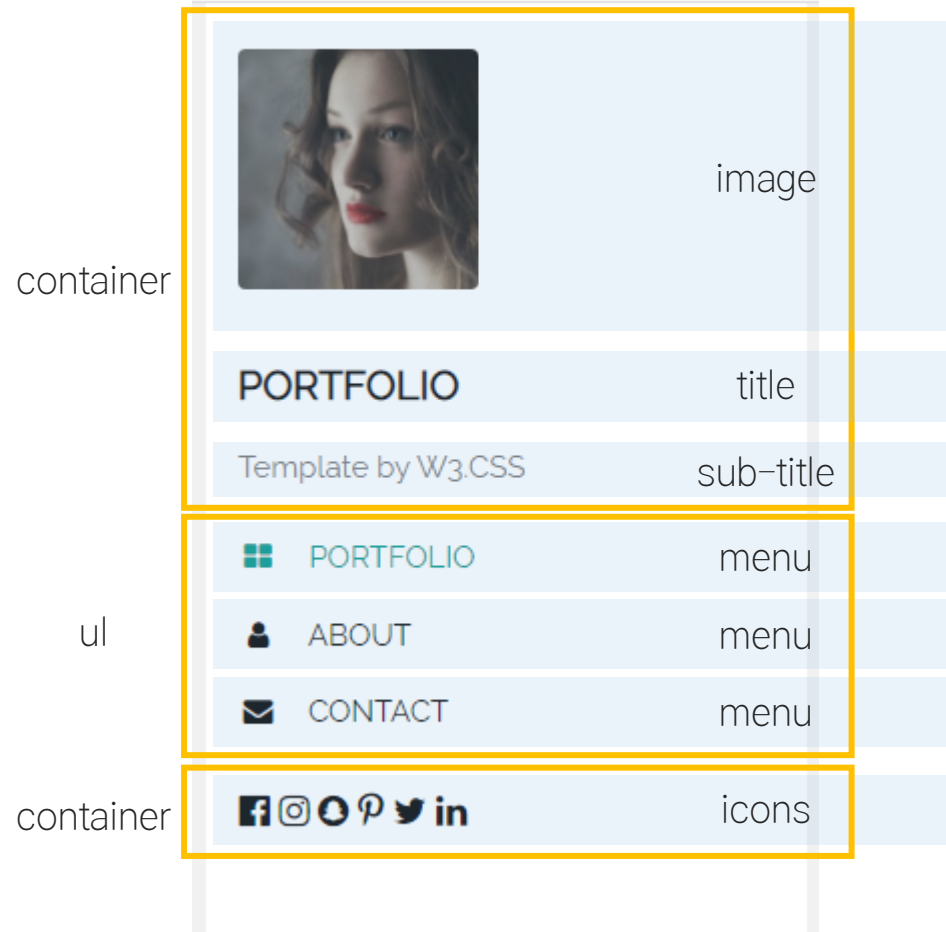 image
container
PORTFOLIO title
Template by W3.CSS sub-title
PORTFOLIO menu
ul
ABOUT menu
CONTACT menu
container
icons